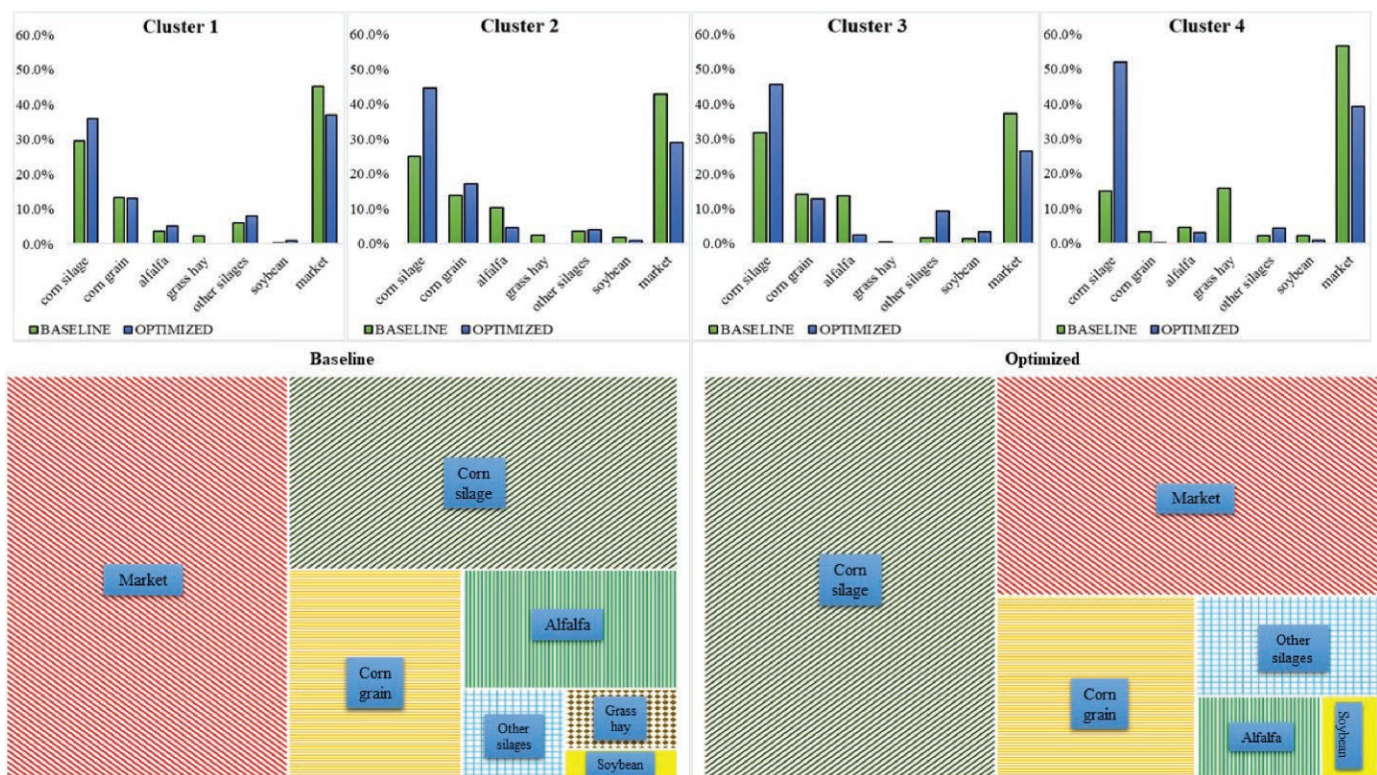 Cluster 1
60.0%
50.0%
40.0%
30.0%
20.0%
10.0%
0.0%
corn silage
corn grain
alfalfa
grass hay
other silages
soybean
market
BASELINE OPTIMIZED
Cluster 2
60.0%
50.0%
40.0%
30.0%
20.0%
10.0%
0.0%
corn silage
corn grain
alfalfa
grass hay
other silages
soybean
market
BASELINE OPTIMIZED
Cluster 3
60.0%
50.0%
40.0%
30.0%
20.0%
10.0%
0.0%
corn silage
corn grain
alfalfa
grass hay
other silages
soybean
market
BASELINE OPTIMIZED
Cluster 4
60.0%
50.0%
40.0%
30.0%
20.0%
10.0%
0.0%
corn silage
corn grain
alfalfa
grass hay
other silages
soybean
market
BASELINE OPTIMIZED
Baseline
Market
Corn
silage
Corn
grain
Alfalfa
Other
silages
Grass
hay
Soybean
Optimized
Corn
silage
Market
Corn
grain
Other
silages
Alfalfa
Soybean